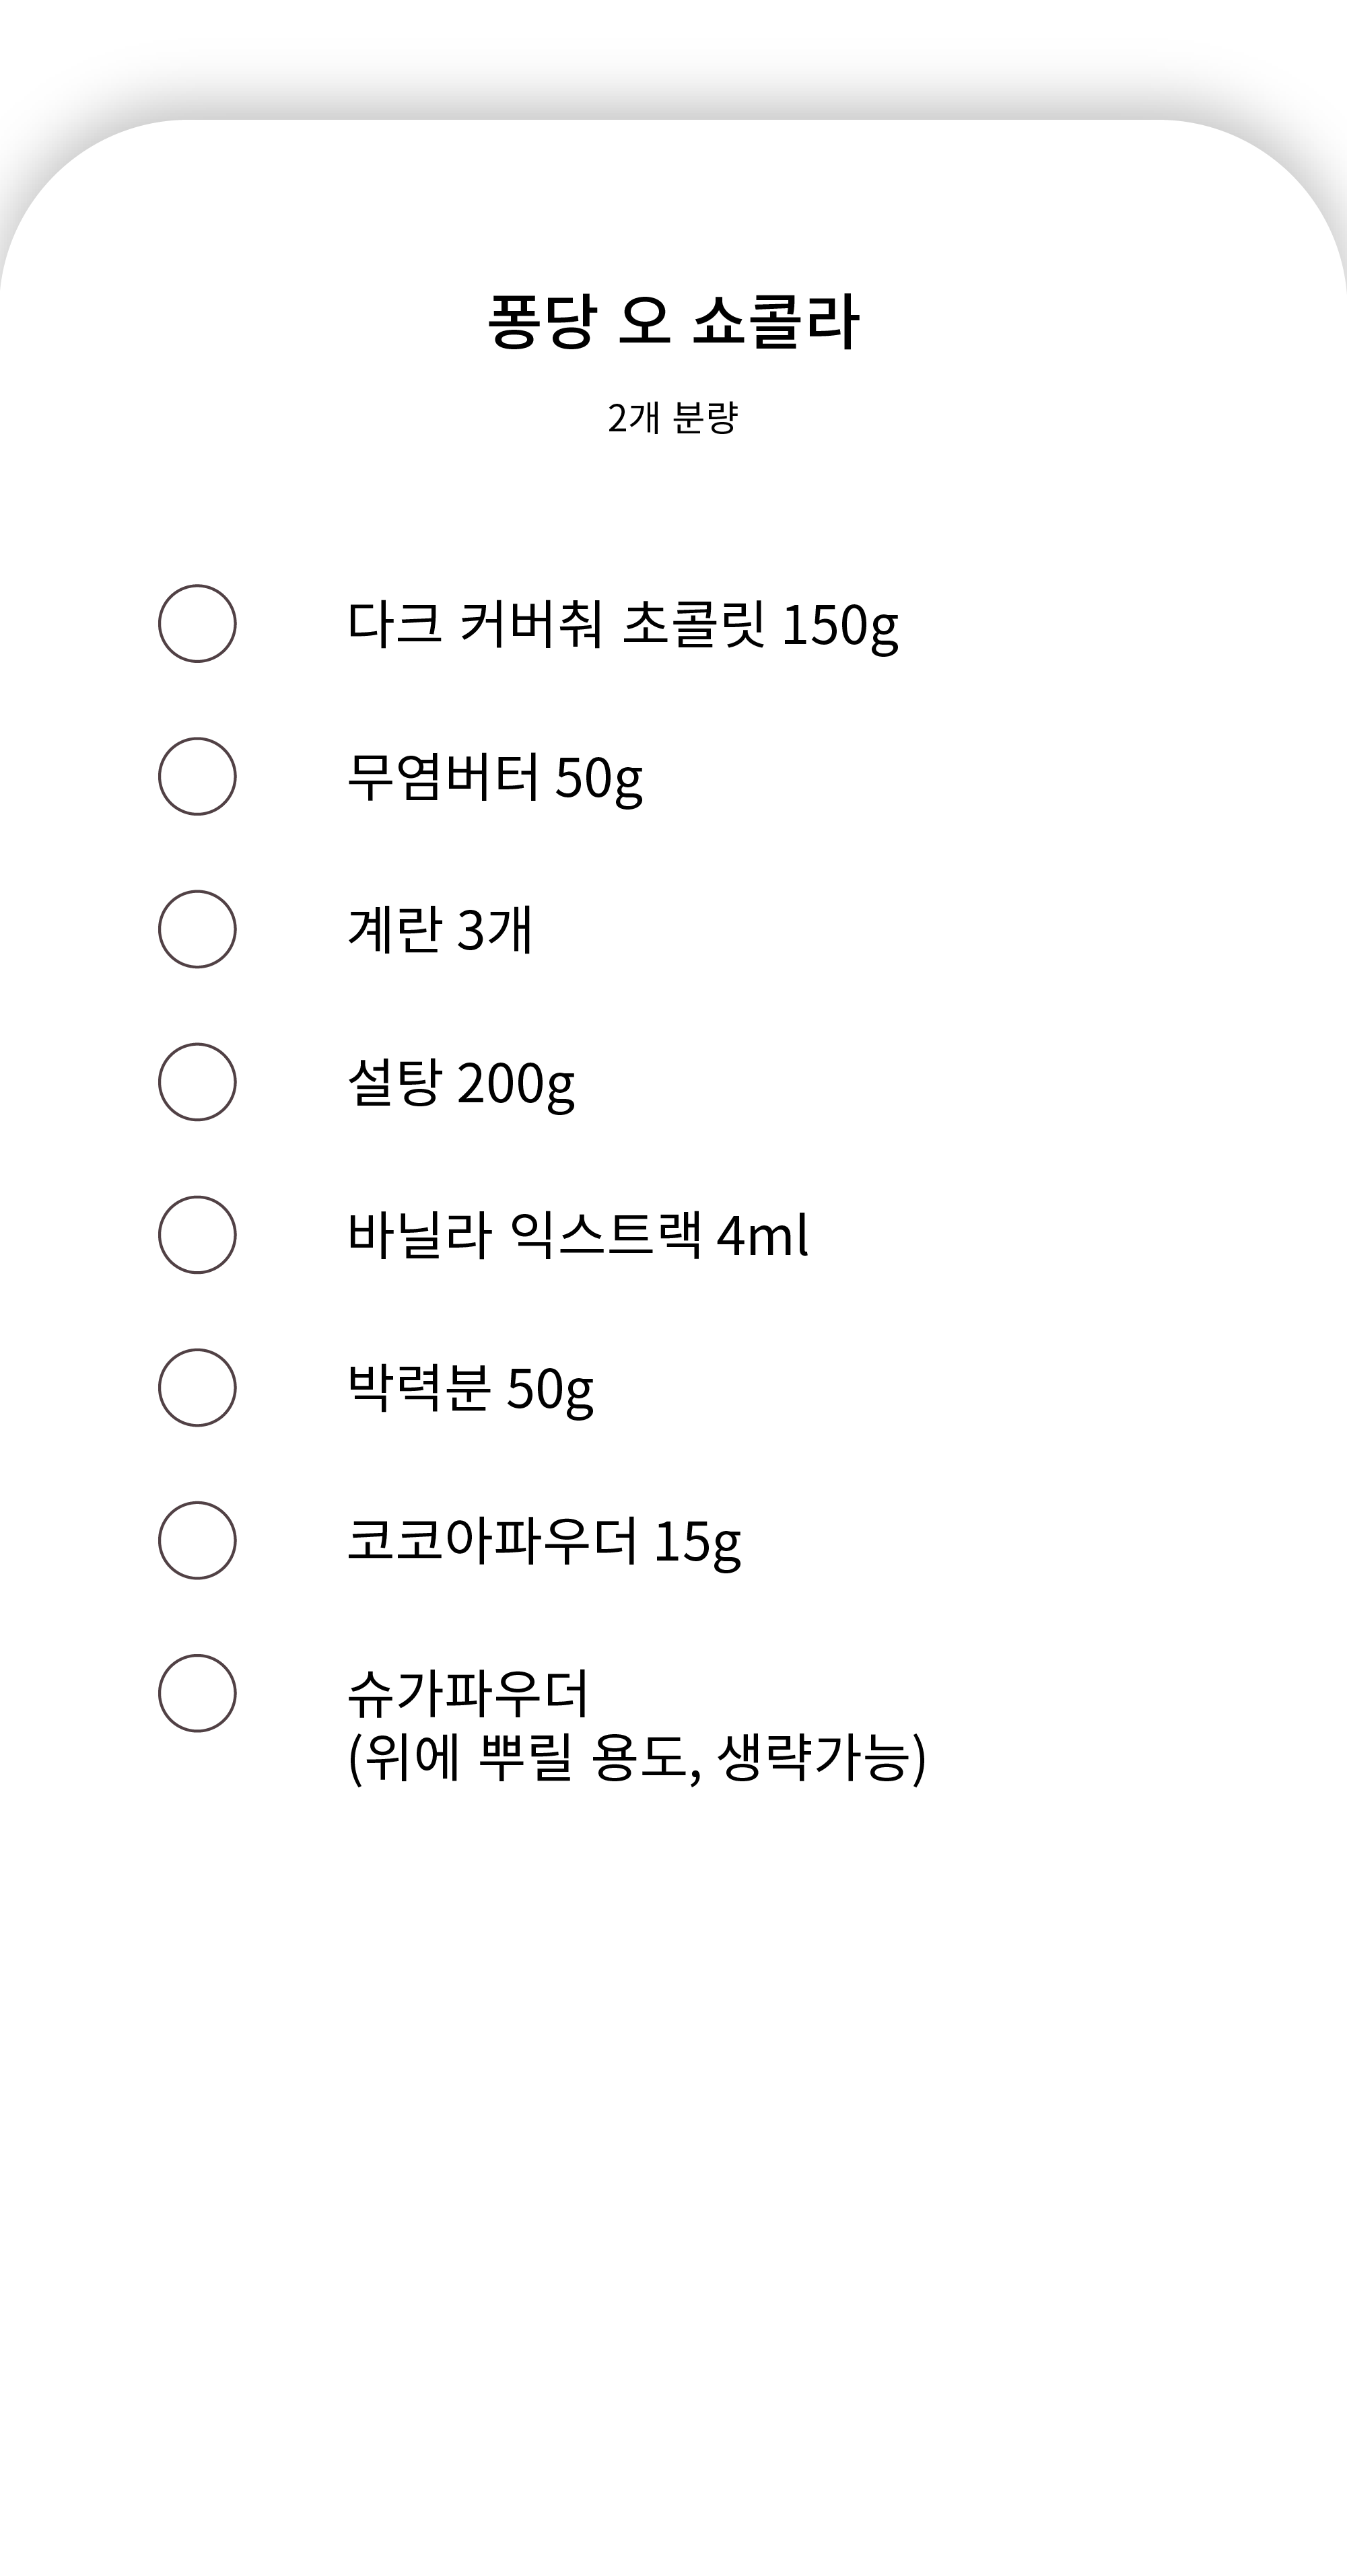 퐁당 오 쇼콜라
2개 분량
다크 커버춰 초콜릿 150g
무염버터 50g
계란 3개
설탕 200g
바닐라 익스트랙 4ml
박력분 50g
코코아파우더 15g
슈가파우더
(위에 뿌릴 용도, 생략가능)